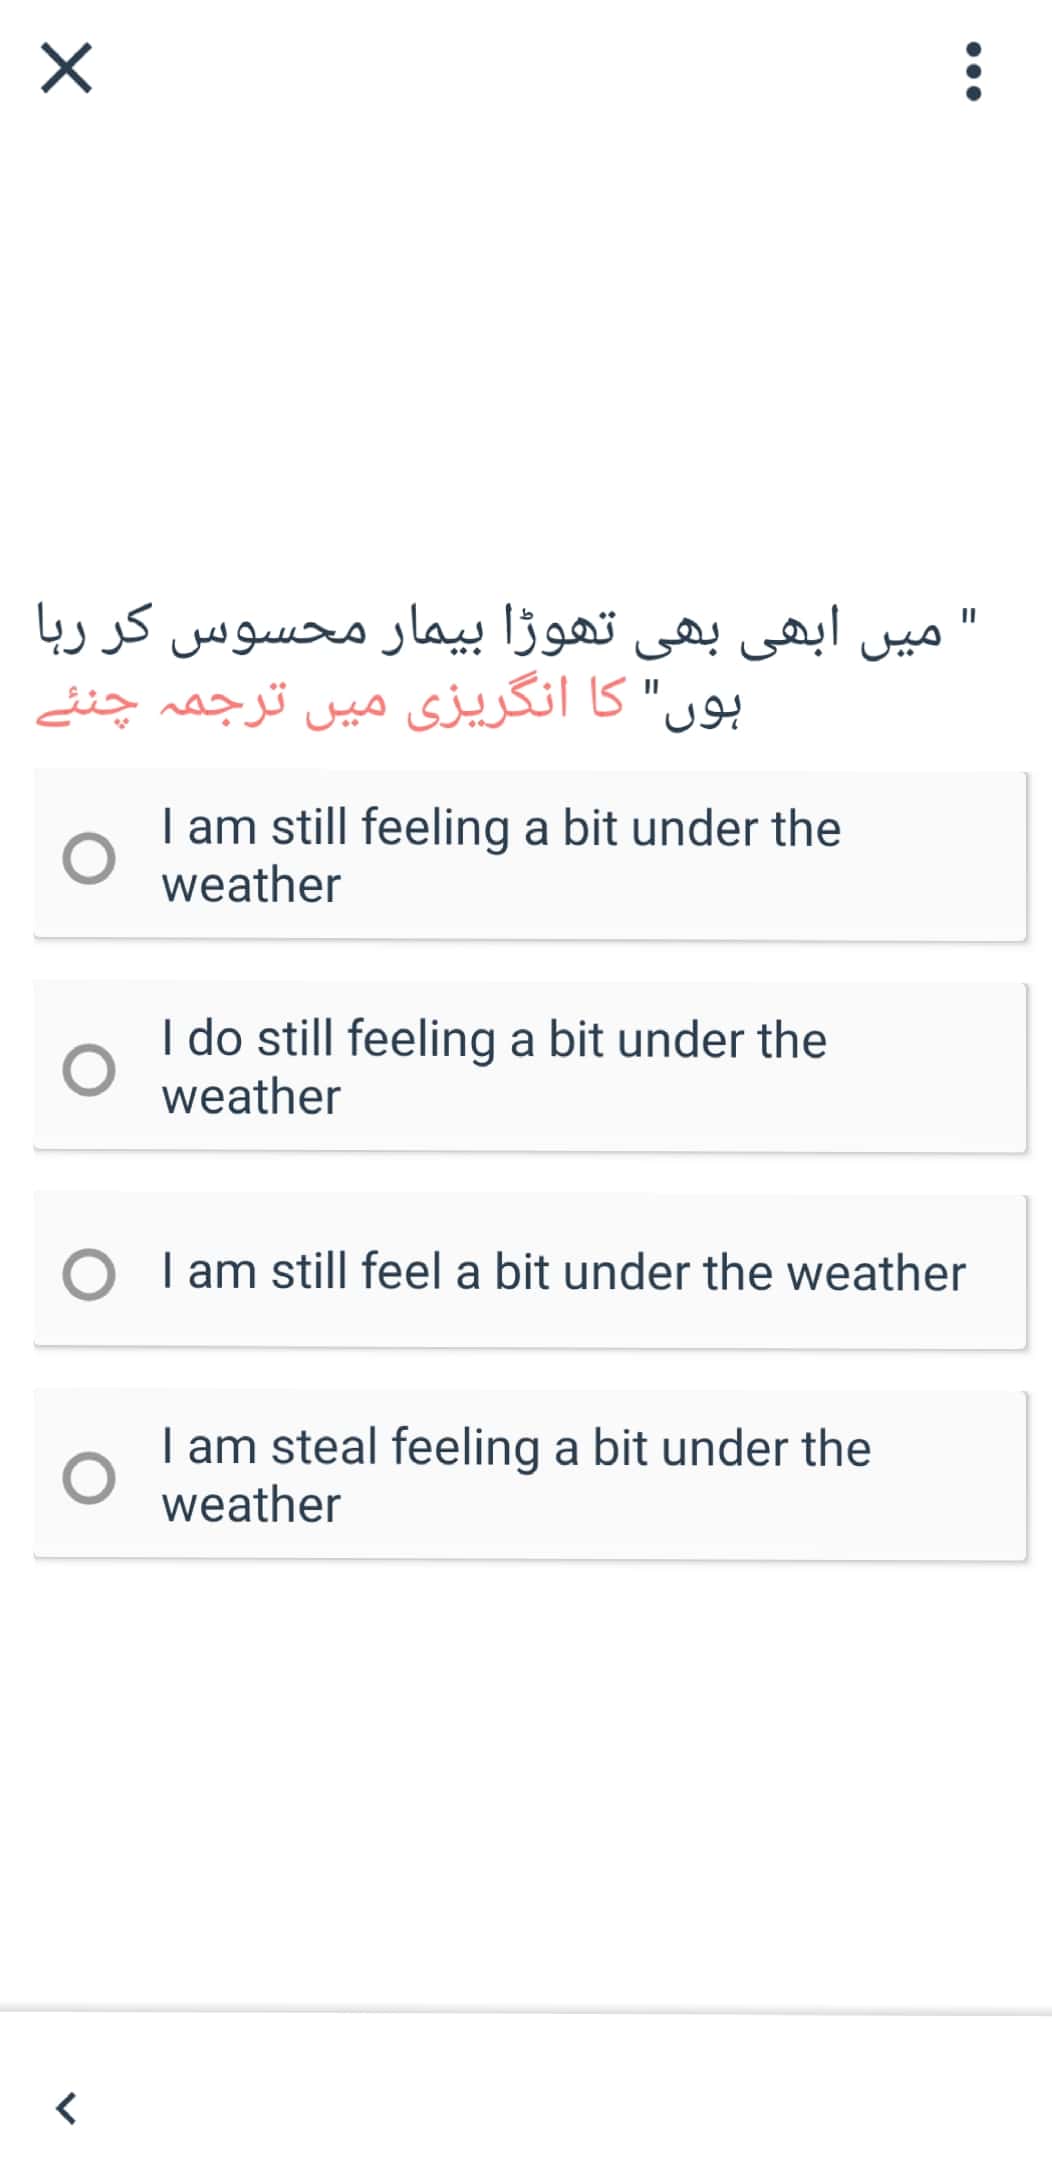 " میں ابھی بھی تھوڑا بیمار محسوس کر رہا
ہوں" کا انگریزی میں ترجمہ چنئے
I am still feeling a bit under the
weather
I do still feeling a bit under the
weather
I am still feel a bit under the weather
I am steal feeling a bit under the
weather